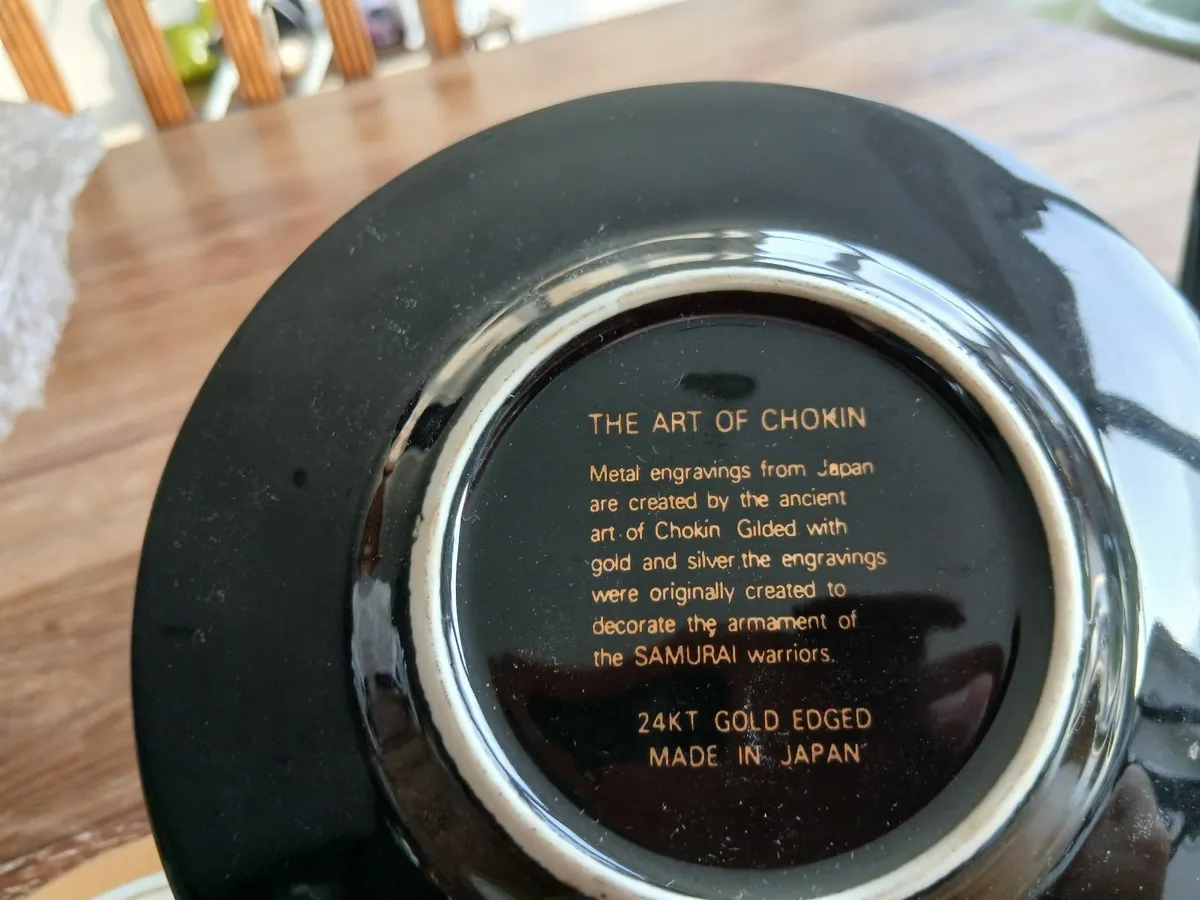 THE ART OF CHOKIN
Metal engravings from Japan
are created by the ancient
art of Chokin Gilded with
gold and silver the engravings
were originally created to
decorate the armament of
the SAMURAI warriors.
24KT GOLD EDGED
MADE IN JAPAN